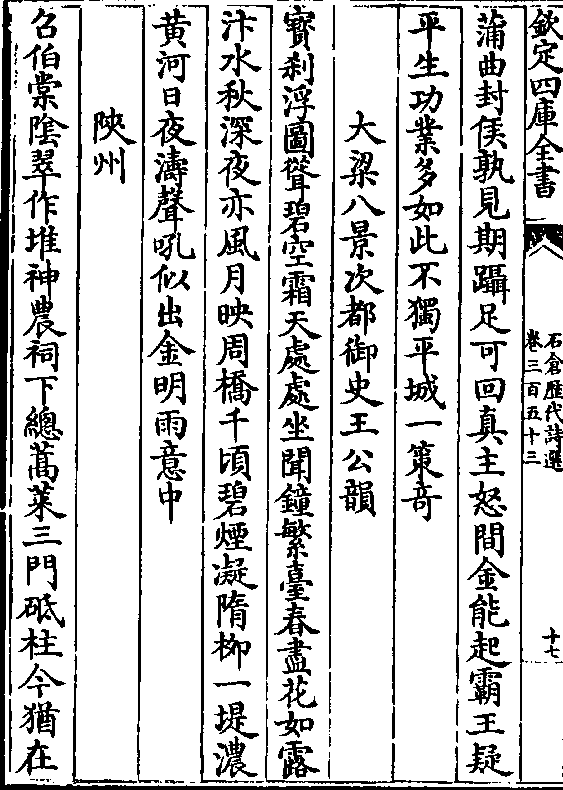 欽定四庫全書
石倉歷代詩選
卷三百五十三
十七
蒲曲封侯孰見期躡足可回真主怒間金能起霸王疑
平生功業多如此不獨平城一策奇
大梁八景次都御史王公韻
寳刹浮圖聳碧空霜天處處坐聞鐘繁臺春盡花如露
汴水秋深夜亦風月映周橋千頃碧煙凝隋柳一堤濃
黄河日夜濤聲吼似出金明雨意中
陜州
召伯棠隂翠作堆神農祠下總蒿萊三門砥柱今猶在